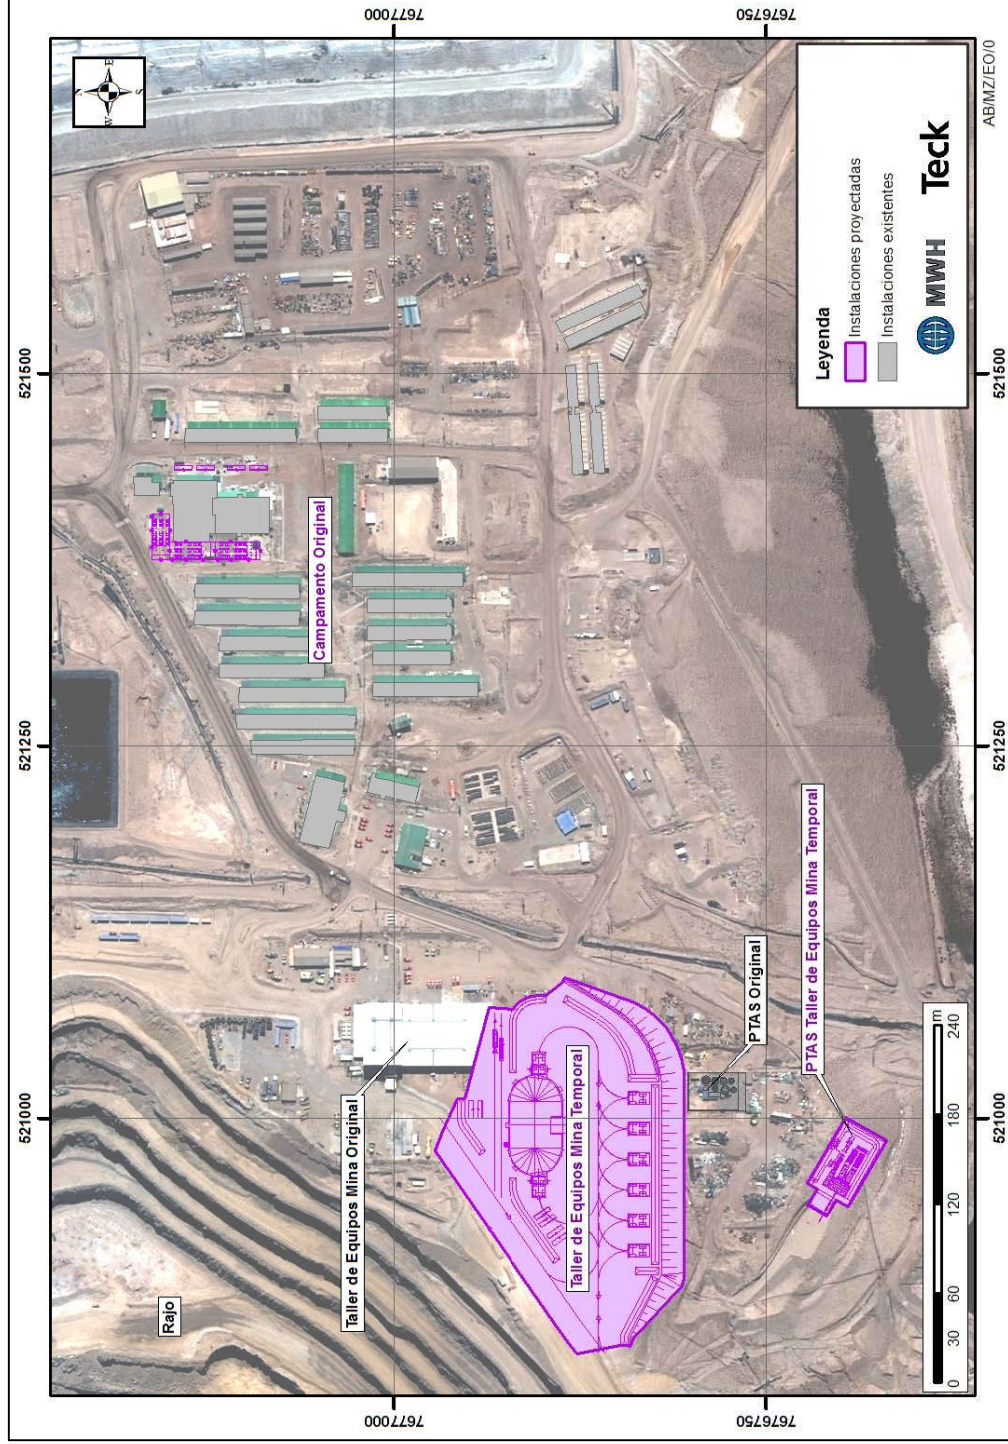 521000
521250
521500
7677000
7677000
7676750
7676750
N
E
S
W
Rajo
Taller de Equipos Mina Original
Campamento Original
Taller de Equipos Mina Temporal
PTAS Original
PTAS Taller de Equipos Mina Temporal
0 30 60 120 180 240
m
Leyenda
Instalaciones proyectadas
Instalaciones existentes
MWH Teck
521000
521250
521500
AB/MZ/EO/0